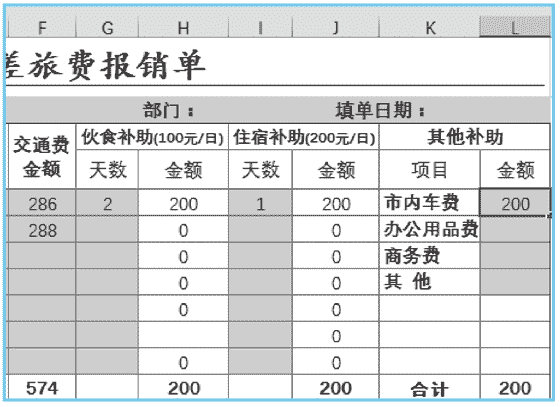 F G H I J K L
差旅费报销单
部门： 填单日期：
交通费金额 伙食补助(100元/日) 住宿补助(200元/日) 其他补助
天数 金额 天数 金额 项目 金额
286 2 200 1 200 市内车费 200
288 0 0 办公用品费
0 0 商务费
0 0 其 他
0 0
0
0 0
574 200 200 合计 200